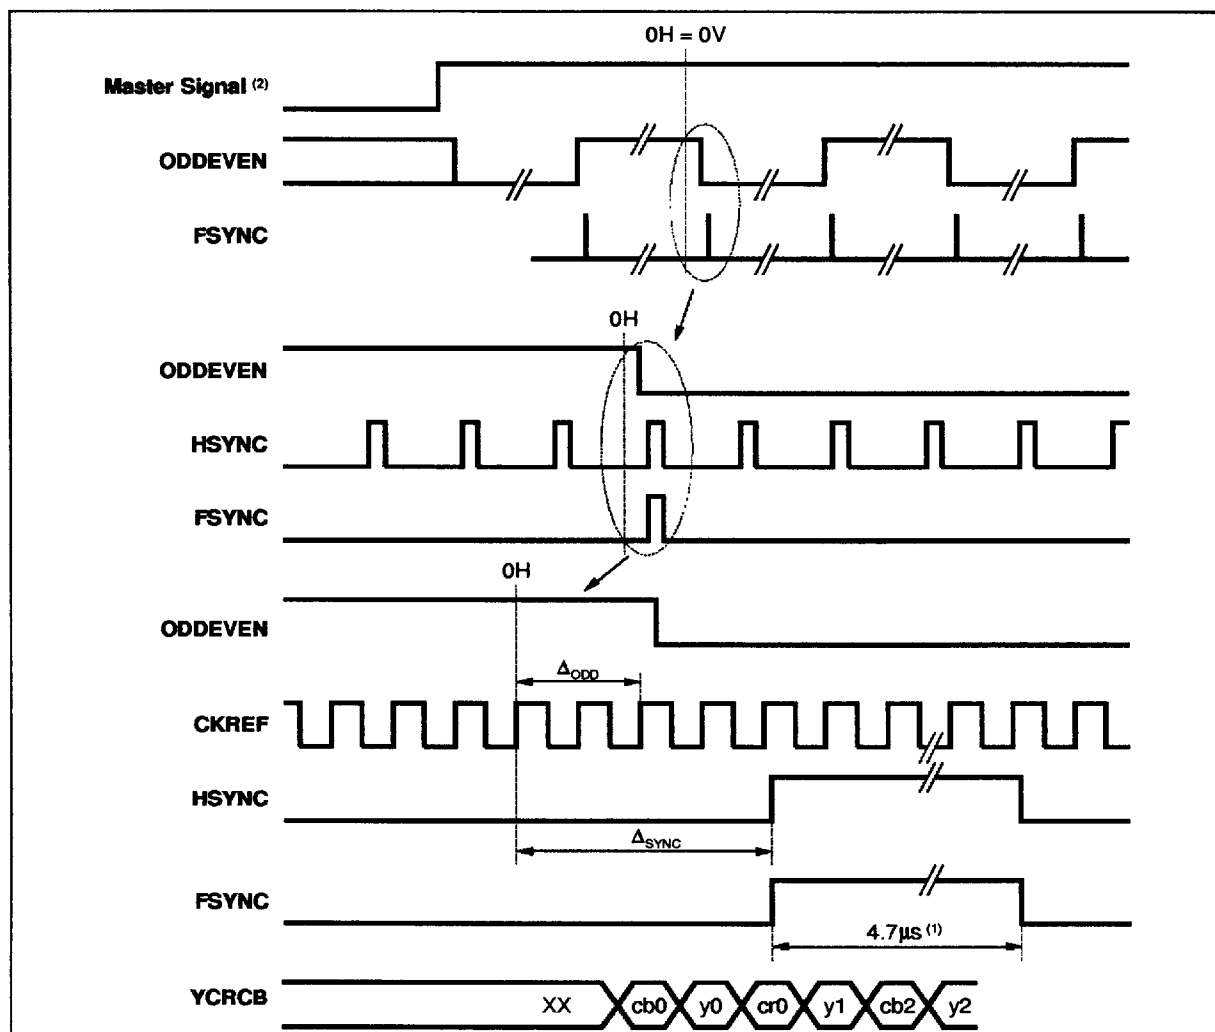 0H = 0V
Master Signal (2)
ODDEVEN
FSYNC
0H
ODDEVEN
HSYNC
FSYNC
0H
ODDEVEN
ΔODD
CKREF
HSYNC
ΔSYNC
FSYNC
4.7µs (1)
YCRCB XX cb0 y0 cr0 y1 cb2 y2